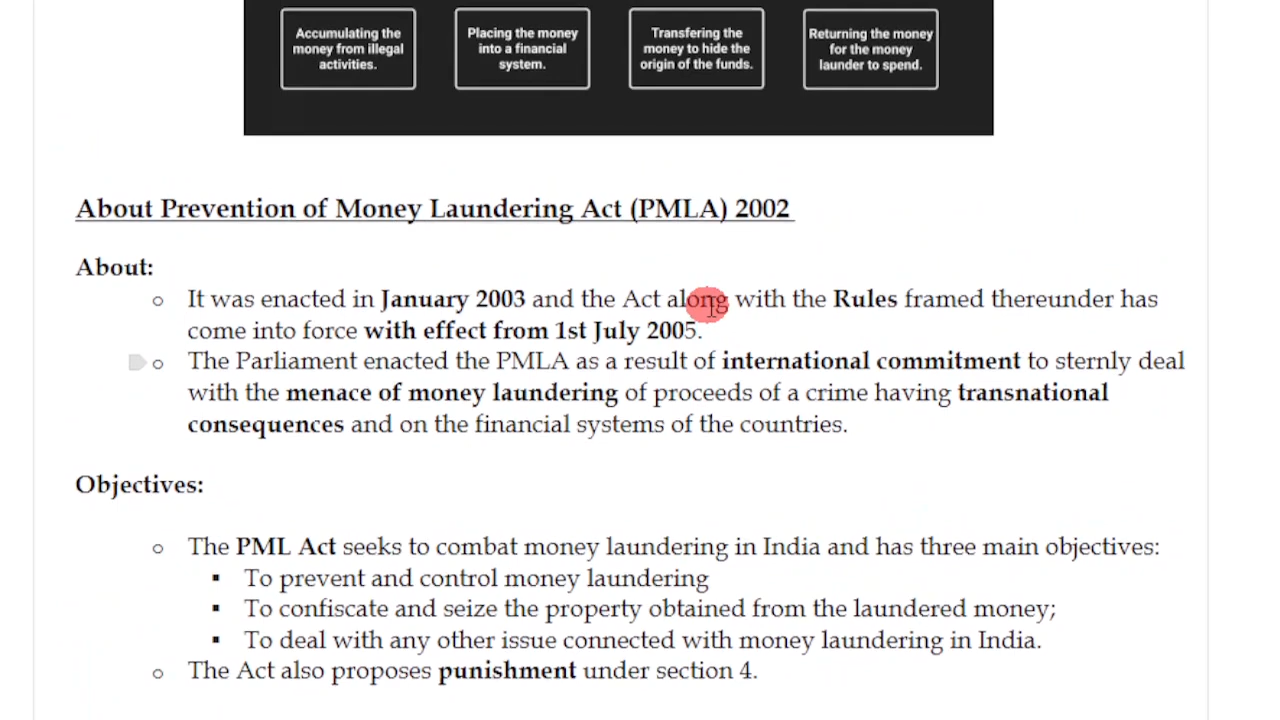 Accumulating the
money from illegal
activities.
Placing the money
into a financial
system.
Transfering the
money to hide the
origin of the funds.
Returning the money
for the money
launder to spend.
About Prevention of Money Laundering Act (PMLA) 2002
About:
o It was enacted in January 2003 and the Act along with the Rules framed thereunder has
come into force with effect from 1st July 2005.
o The Parliament enacted the PMLA as a result of international commitment to sternly deal
with the menace of money laundering of proceeds of a crime having transnational
consequences and on the financial systems of the countries.
Objectives:
o The PML Act seeks to combat money laundering in India and has three main objectives:
▪ To prevent and control money laundering
▪ To confiscate and seize the property obtained from the laundered money;
▪ To deal with any other issue connected with money laundering in India.
o The Act also proposes punishment under section 4.